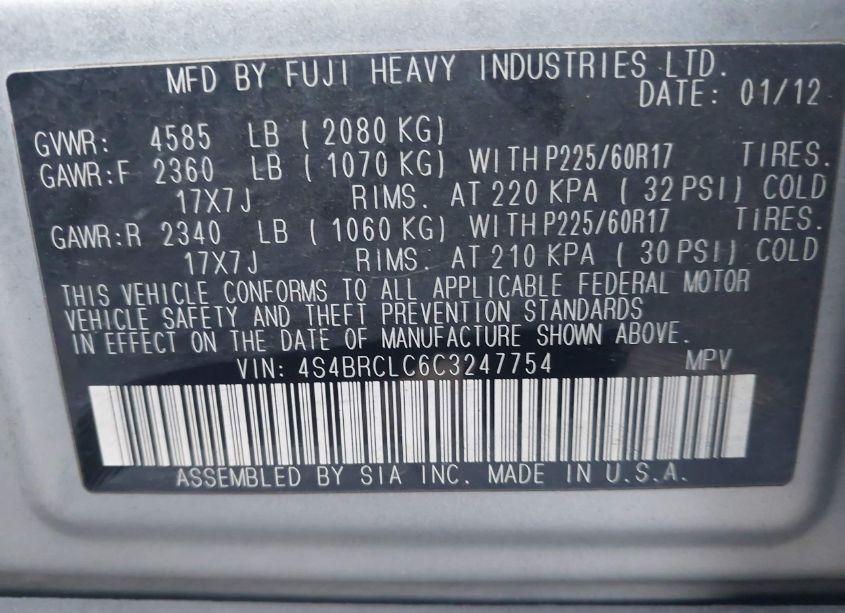 MFD BY FUJI HEAVY INDUSTRIES LTD.
DATE: 01/12
GVWR: 4585 LB ( 2080 KG)
GAWR:F 2360 LB ( 1070 KG) WITH P225/60R17 TIRES.
17X7J RIMS. AT 220 KPA ( 32 PSI) COLD
GAWR:R 2340 LB ( 1060 KG) WITH P225/60R17 TIRES.
17X7J RIMS. AT 210 KPA ( 30 PSI) COLD
THIS VEHICLE CONFORMS TO ALL APPLICABLE FEDERAL MOTOR
VEHICLE SAFETY AND THEFT PREVENTION STANDARDS
IN EFFECT ON THE DATE OF MANUFACTURE SHOWN ABOVE.
VIN: 4S4BRCLC6C3247754 MPV
ASSEMBLED BY SIA INC. MADE IN U.S.A.